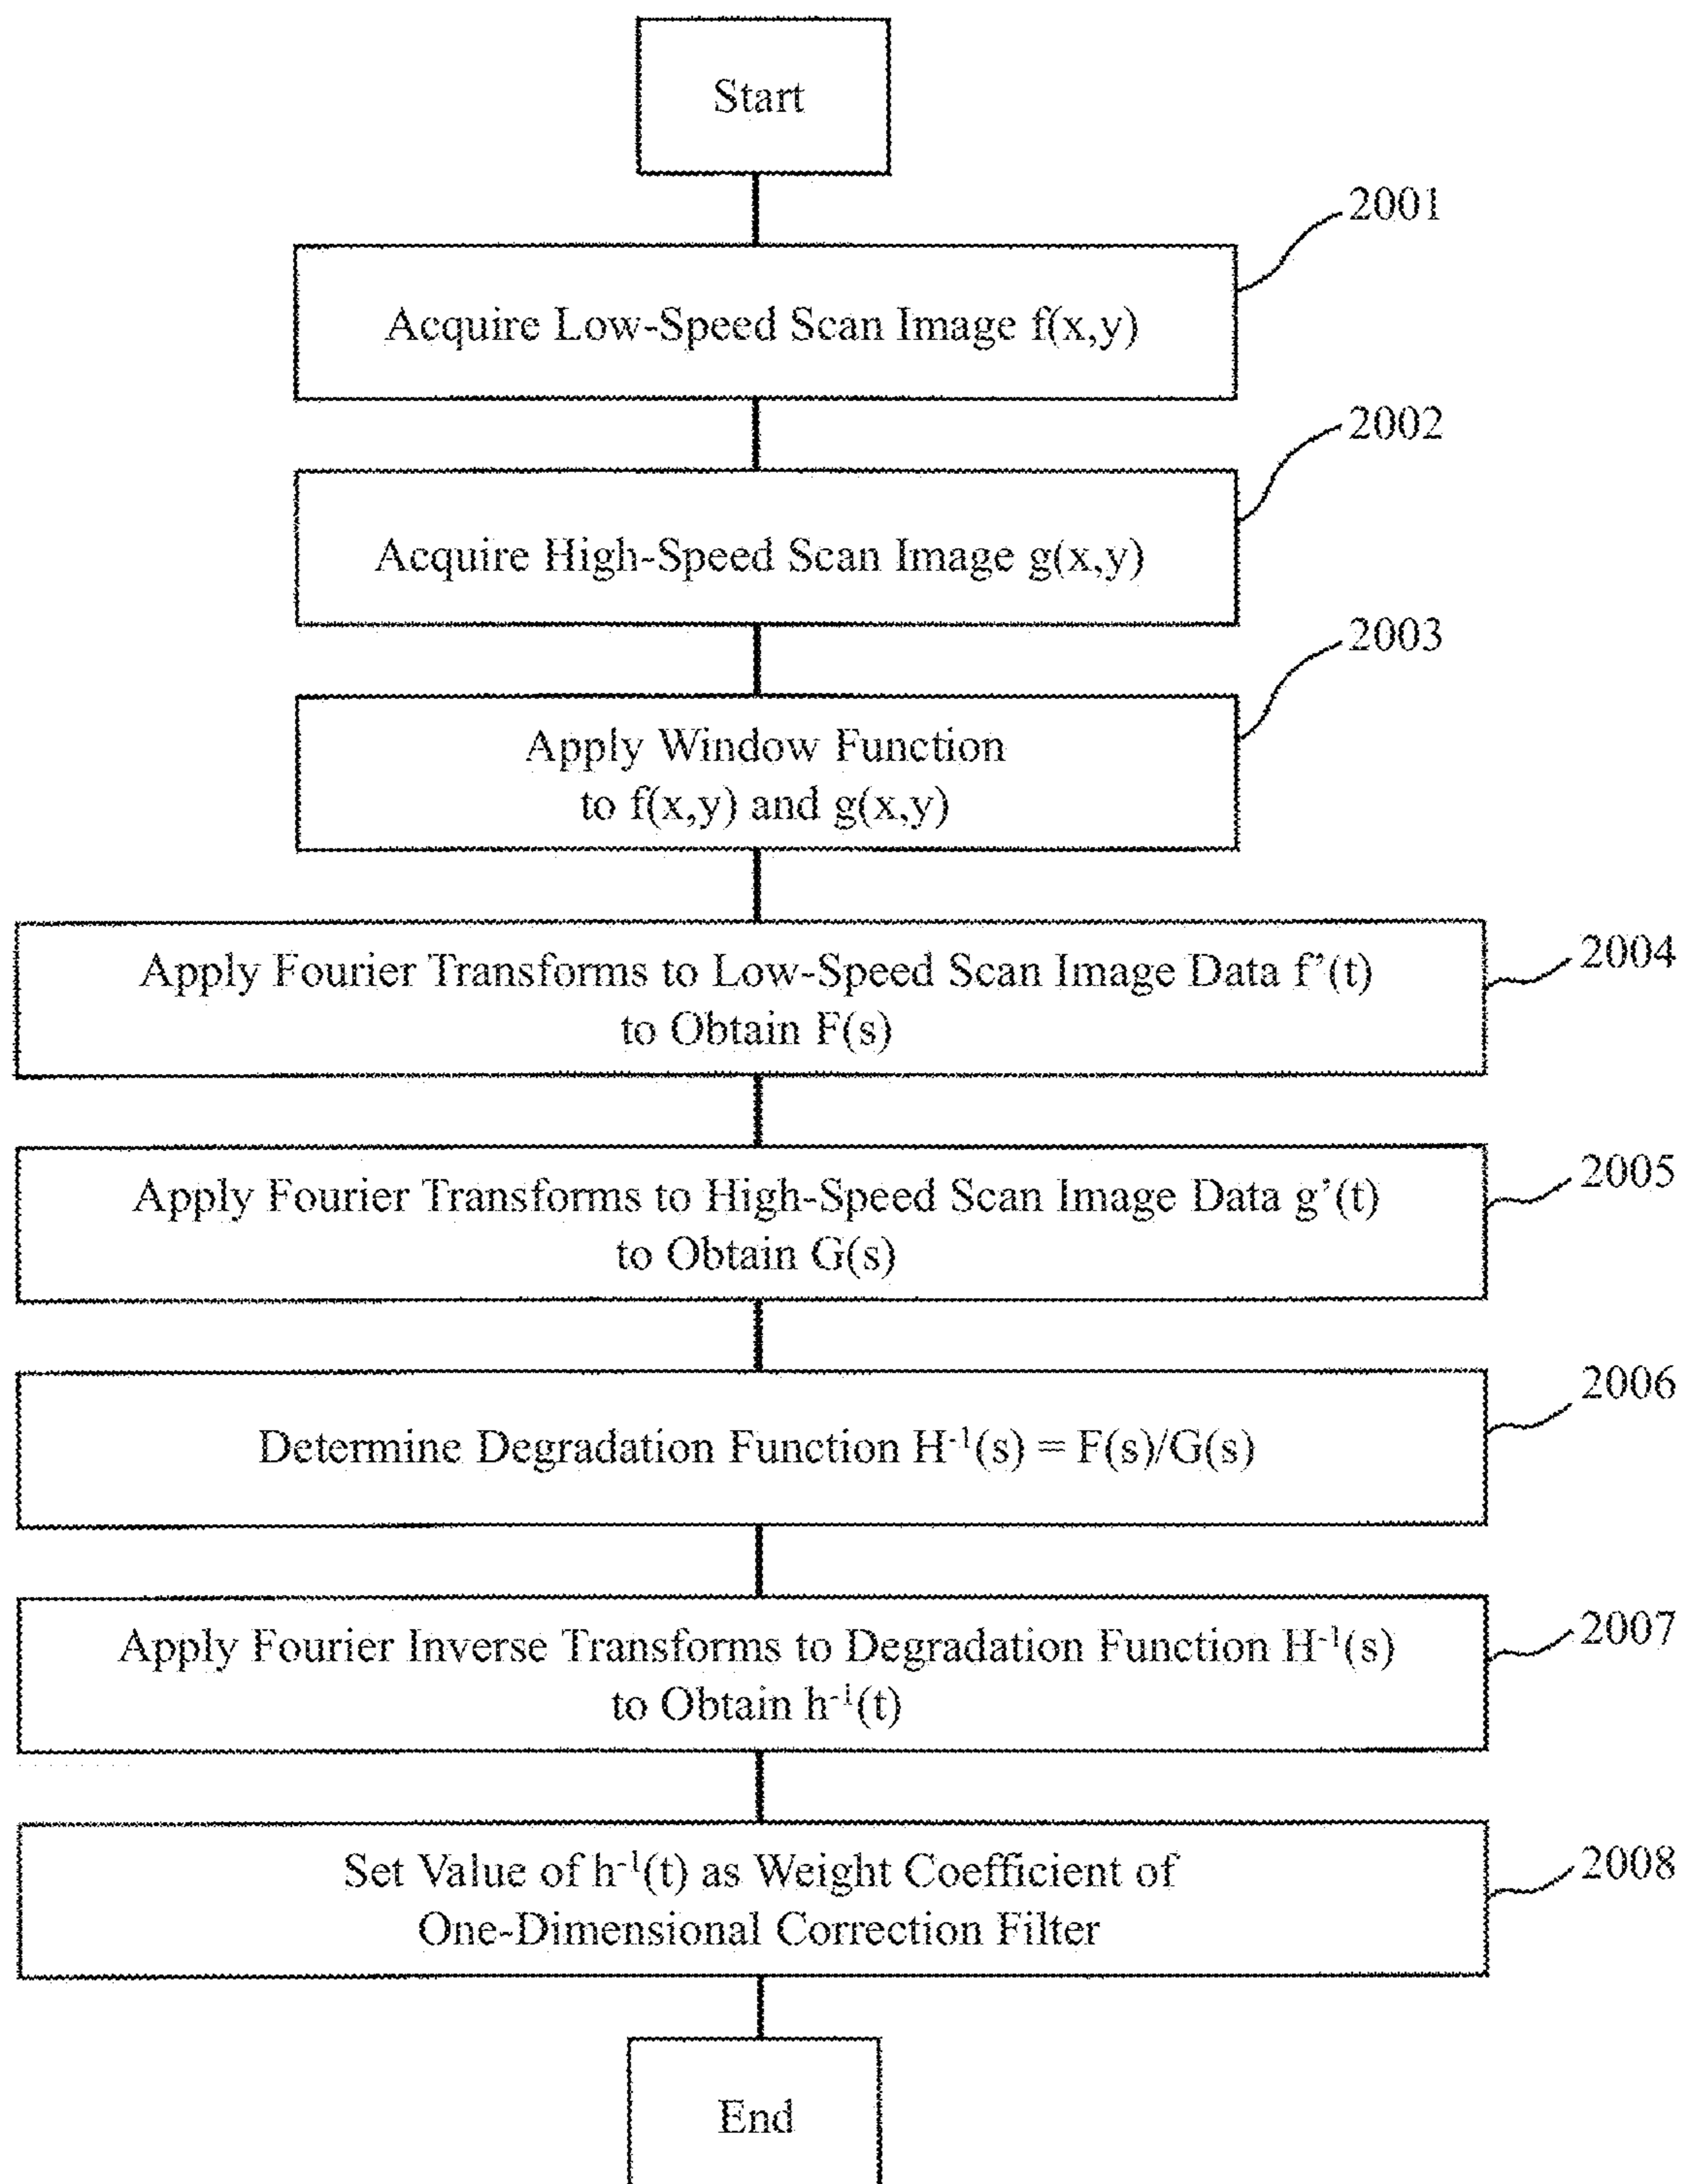 Start
2001
Acquire Low-Speed Scan Image f(x,y)
2002
Acquire High-Speed Scan Image g(x,y)
2003
Apply Window Function
to f(x,y) and g(x,y)
2004
Apply Fourier Transforms to Low-Speed Scan Image Data f’(t)
to Obtain F(s)
2005
Apply Fourier Transforms to High-Speed Scan Image Data g’(t)
to Obtain G(s)
2006
Determine Degradation Function H⁻¹(s) = F(s)/G(s)
2007
Apply Fourier Inverse Transforms to Degradation Function H⁻¹(s)
to Obtain h⁻¹(t)
2008
Set Value of h⁻¹(t) as Weight Coefficient of
One-Dimensional Correction Filter
End